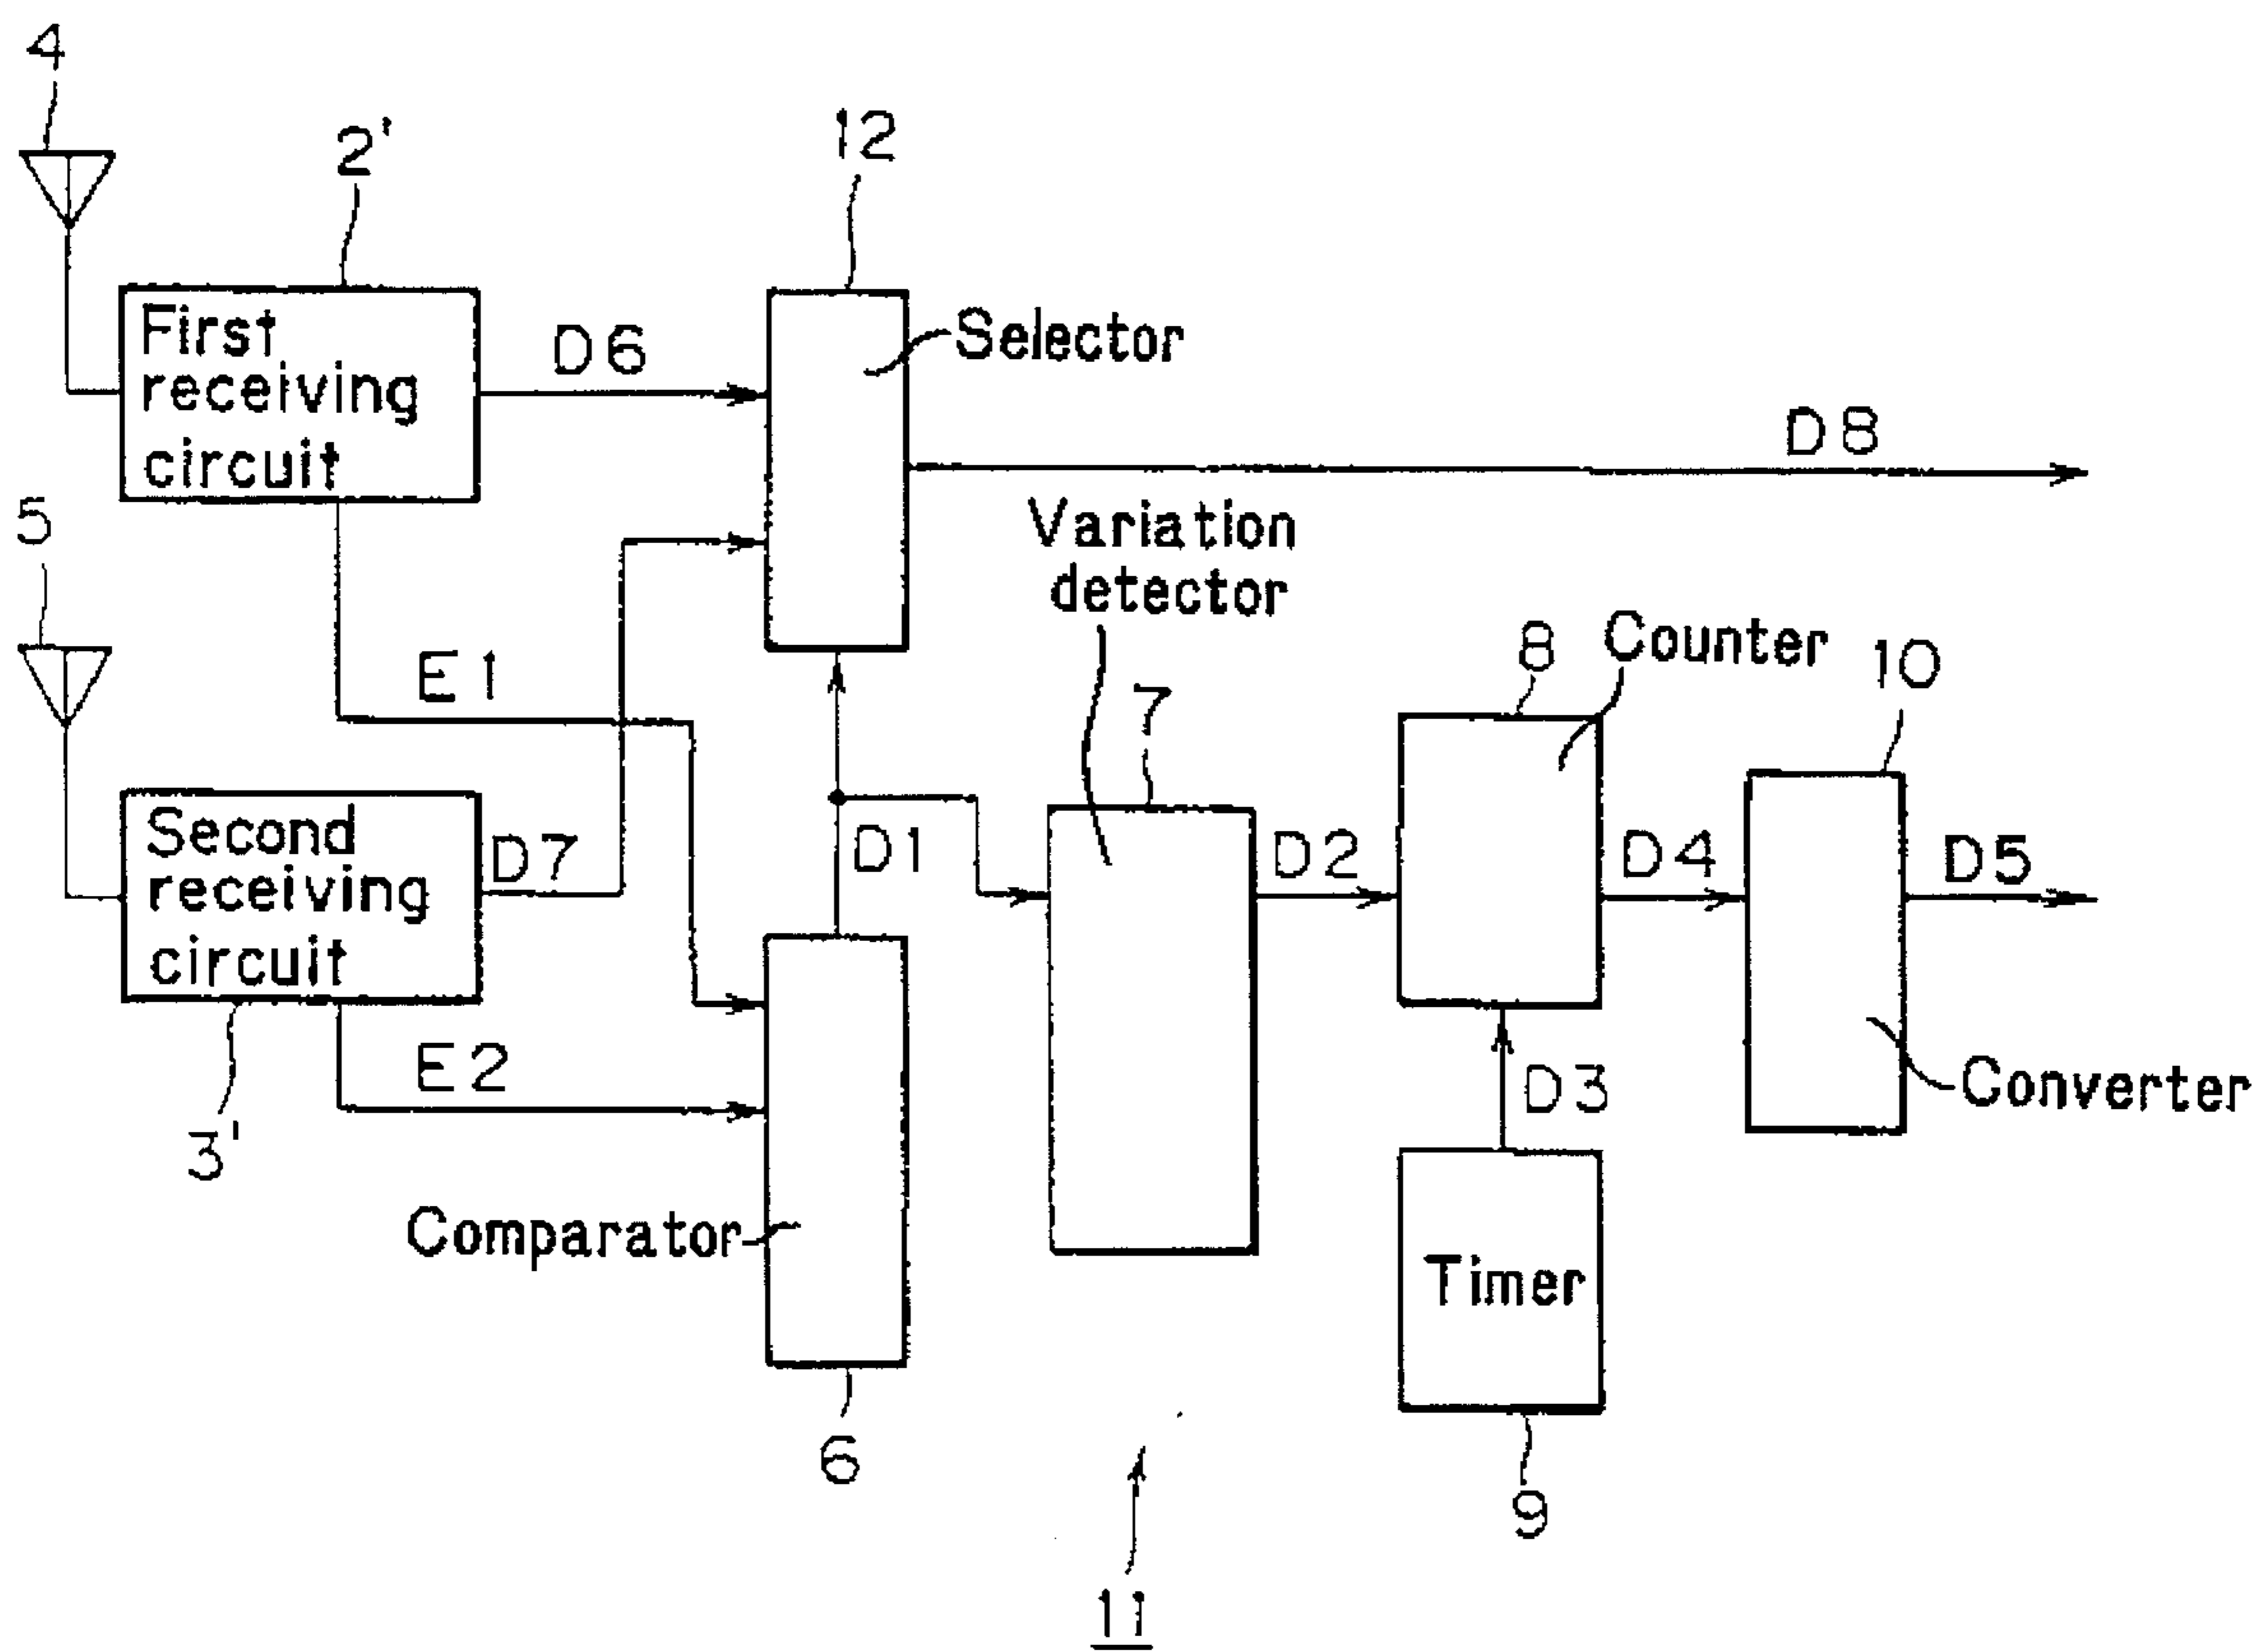 4
2'
12
First
receiving
circuit
D6
Selector
D8
5
Variation
detector
E1
7
8
Counter
10
Second
receiving
circuit
D7
D1
D2
D4
D5
E2
D3
Converter
3'
Comparator
Timer
6
9
11